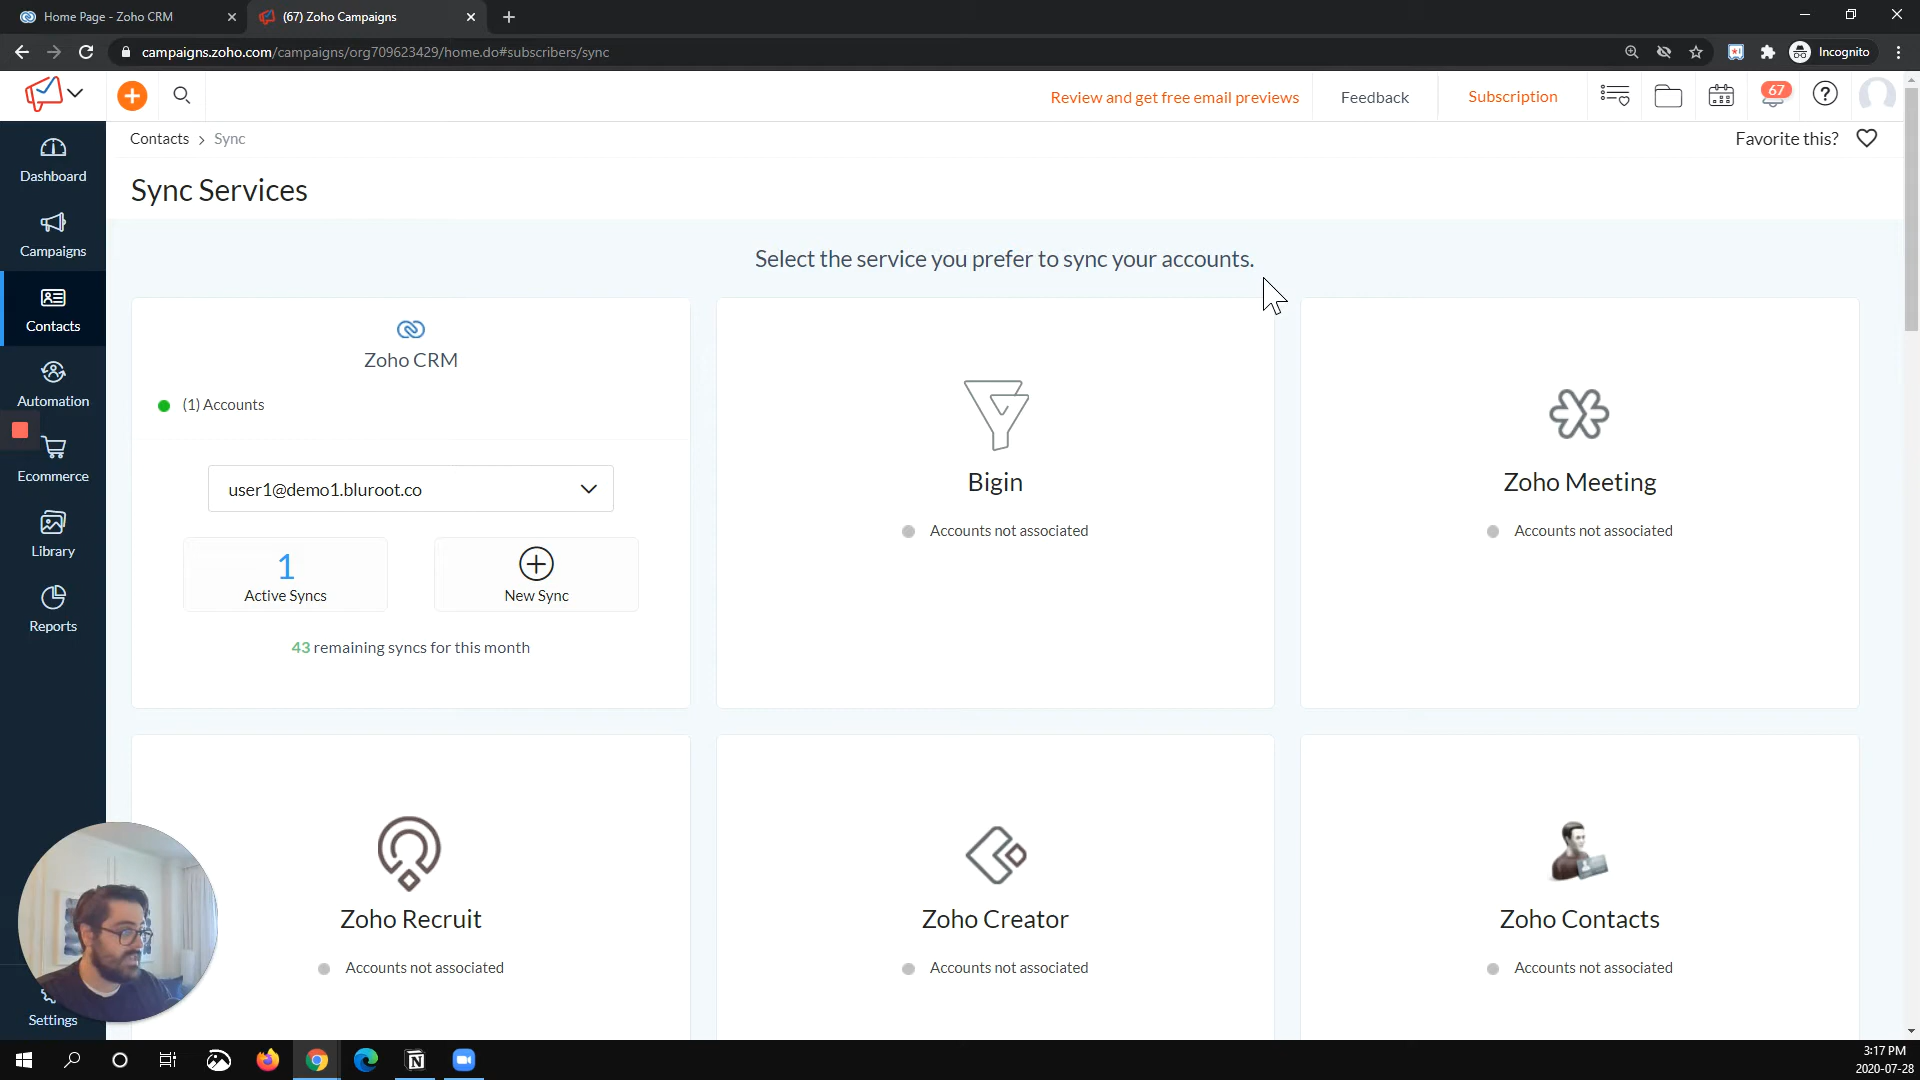 Home Page - Zoho CRM
(67) Zoho Campaigns
campaigns.zoho.com/campaigns/org709623429/home.do#subscribers/sync
Incognito
Review and get free email previews
Feedback
Subscription
67
Contacts > Sync
Favorite this?
Sync Services
Dashboard
Campaigns
Contacts
Automation
Ecommerce
Library
Reports
Settings
Select the service you prefer to sync your accounts.
Zoho CRM
(1) Accounts
user1@demo1.bluroot.co
1
Active Syncs
New Sync
43 remaining syncs for this month
Bigin
Accounts not associated
Zoho Meeting
Accounts not associated
Zoho Recruit
Accounts not associated
Zoho Creator
Accounts not associated
Zoho Contacts
Accounts not associated
3:17 PM
2020-07-28